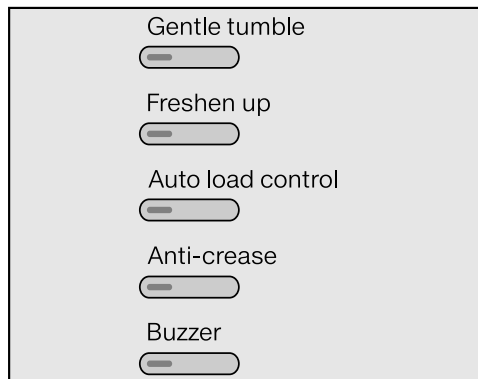 Gentle tumble
Freshen up
Auto load control
Anti-crease
Buzzer